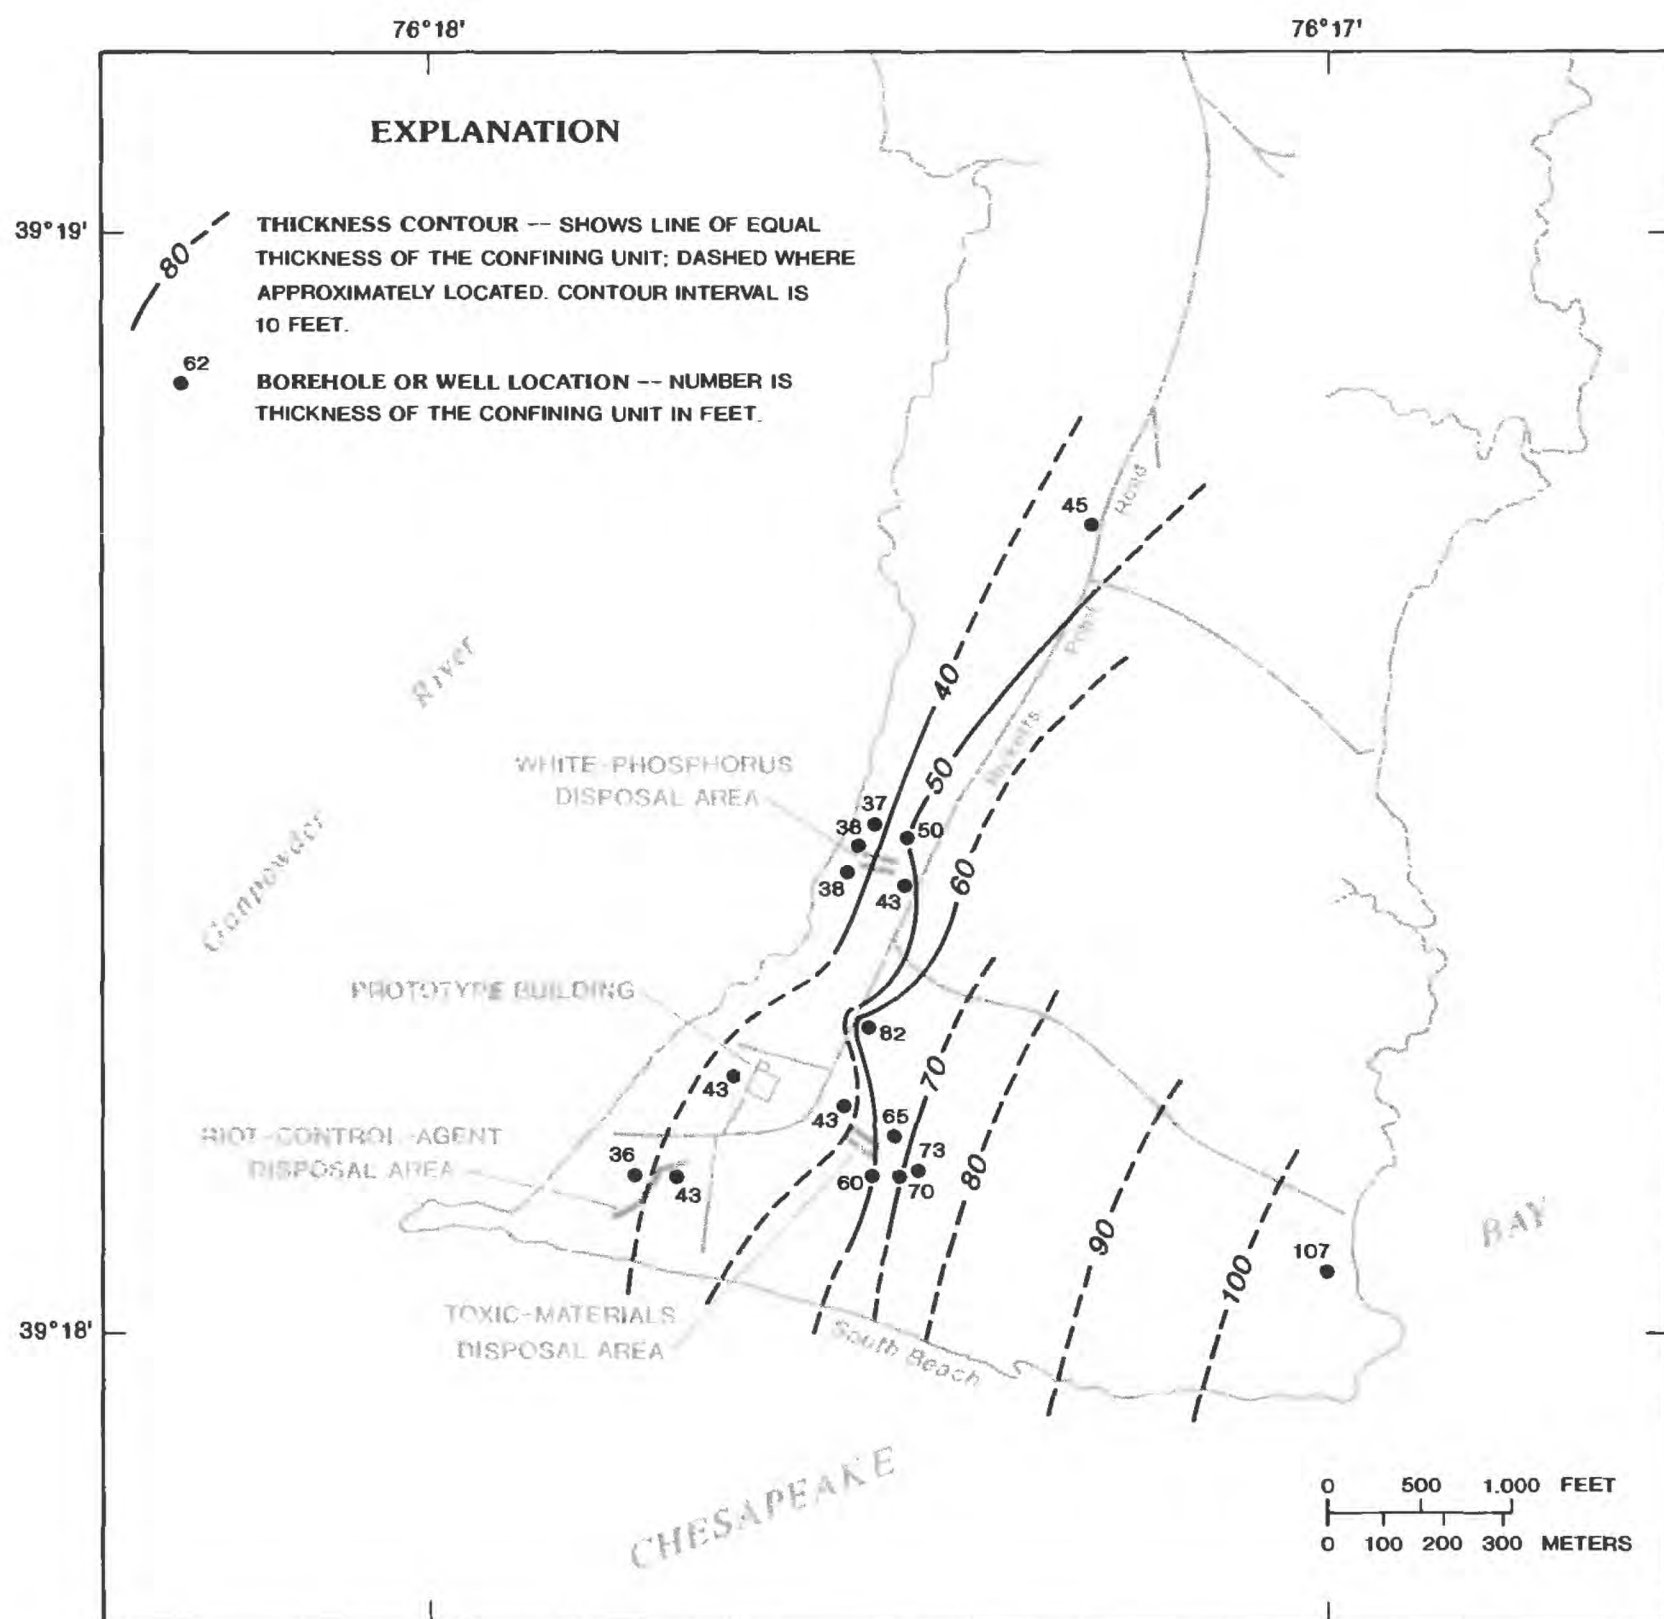 76°18'
76°17'
EXPLANATION
39°19'
80
THICKNESS CONTOUR -- SHOWS LINE OF EQUAL
THICKNESS OF THE CONFINING UNIT; DASHED WHERE
APPROXIMATELY LOCATED. CONTOUR INTERVAL IS
10 FEET.
62
BOREHOLE OR WELL LOCATION -- NUMBER IS
THICKNESS OF THE CONFINING UNIT IN FEET.
45
Road
Point
Ricketts
River
Gunpowder
40
50
60
WHITE-PHOSPHORUS
DISPOSAL AREA
37
38
50
38
43
PROTOTYPE BUILDING
82
70
43
43
65
RIOT-CONTROL-AGENT
DISPOSAL AREA
36
43
73
60
70
80
90
100
107
BAY
39°18'
TOXIC-MATERIALS
DISPOSAL AREA
South Beach
CHESAPEAKE
0 500 1,000 FEET
0 100 200 300 METERS